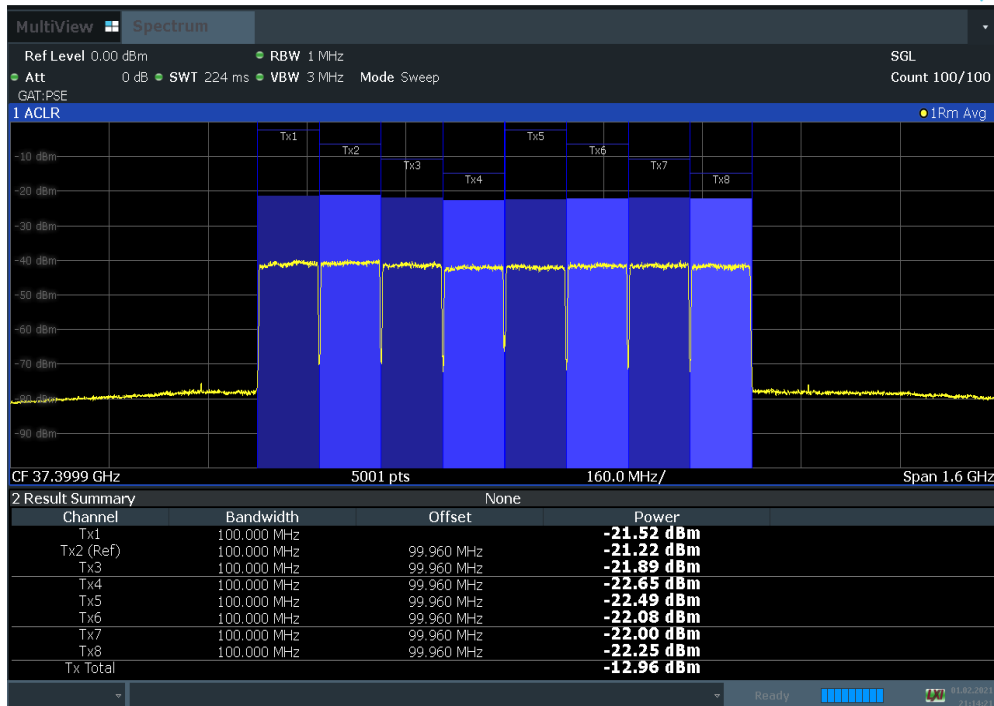 MultiView Spectrum
Ref Level 0.00 dBm RBW 1 MHz SGL
Att 0 dB SWT 224 ms VBW 3 MHz Mode Sweep Count 100/100
GAT:PSE
1 ACLR 1Rm Avg
Tx1 Tx5
Tx2 Tx6
-10 dBm
Tx3 Tx7
Tx4 Tx8
-20 dBm
-30 dBm
-40 dBm
-50 dBm
-60 dBm
-70 dBm
-80 dBm
-90 dBm
CF 37.3999 GHz 5001 pts 160.0 MHz/ Span 1.6 GHz
2 Result Summary None
Channel Bandwidth Offset Power
Tx1 100.000 MHz -21.52 dBm
Tx2 (Ref) 100.000 MHz 99.960 MHz -21.22 dBm
Tx3 100.000 MHz 99.960 MHz -21.89 dBm
Tx4 100.000 MHz 99.960 MHz -22.65 dBm
Tx5 100.000 MHz 99.960 MHz -22.49 dBm
Tx6 100.000 MHz 99.960 MHz -22.08 dBm
Tx7 100.000 MHz 99.960 MHz -22.00 dBm
Tx8 100.000 MHz 99.960 MHz -22.25 dBm
Tx Total -12.96 dBm
Ready LXI 01.02.2021
21:14:21